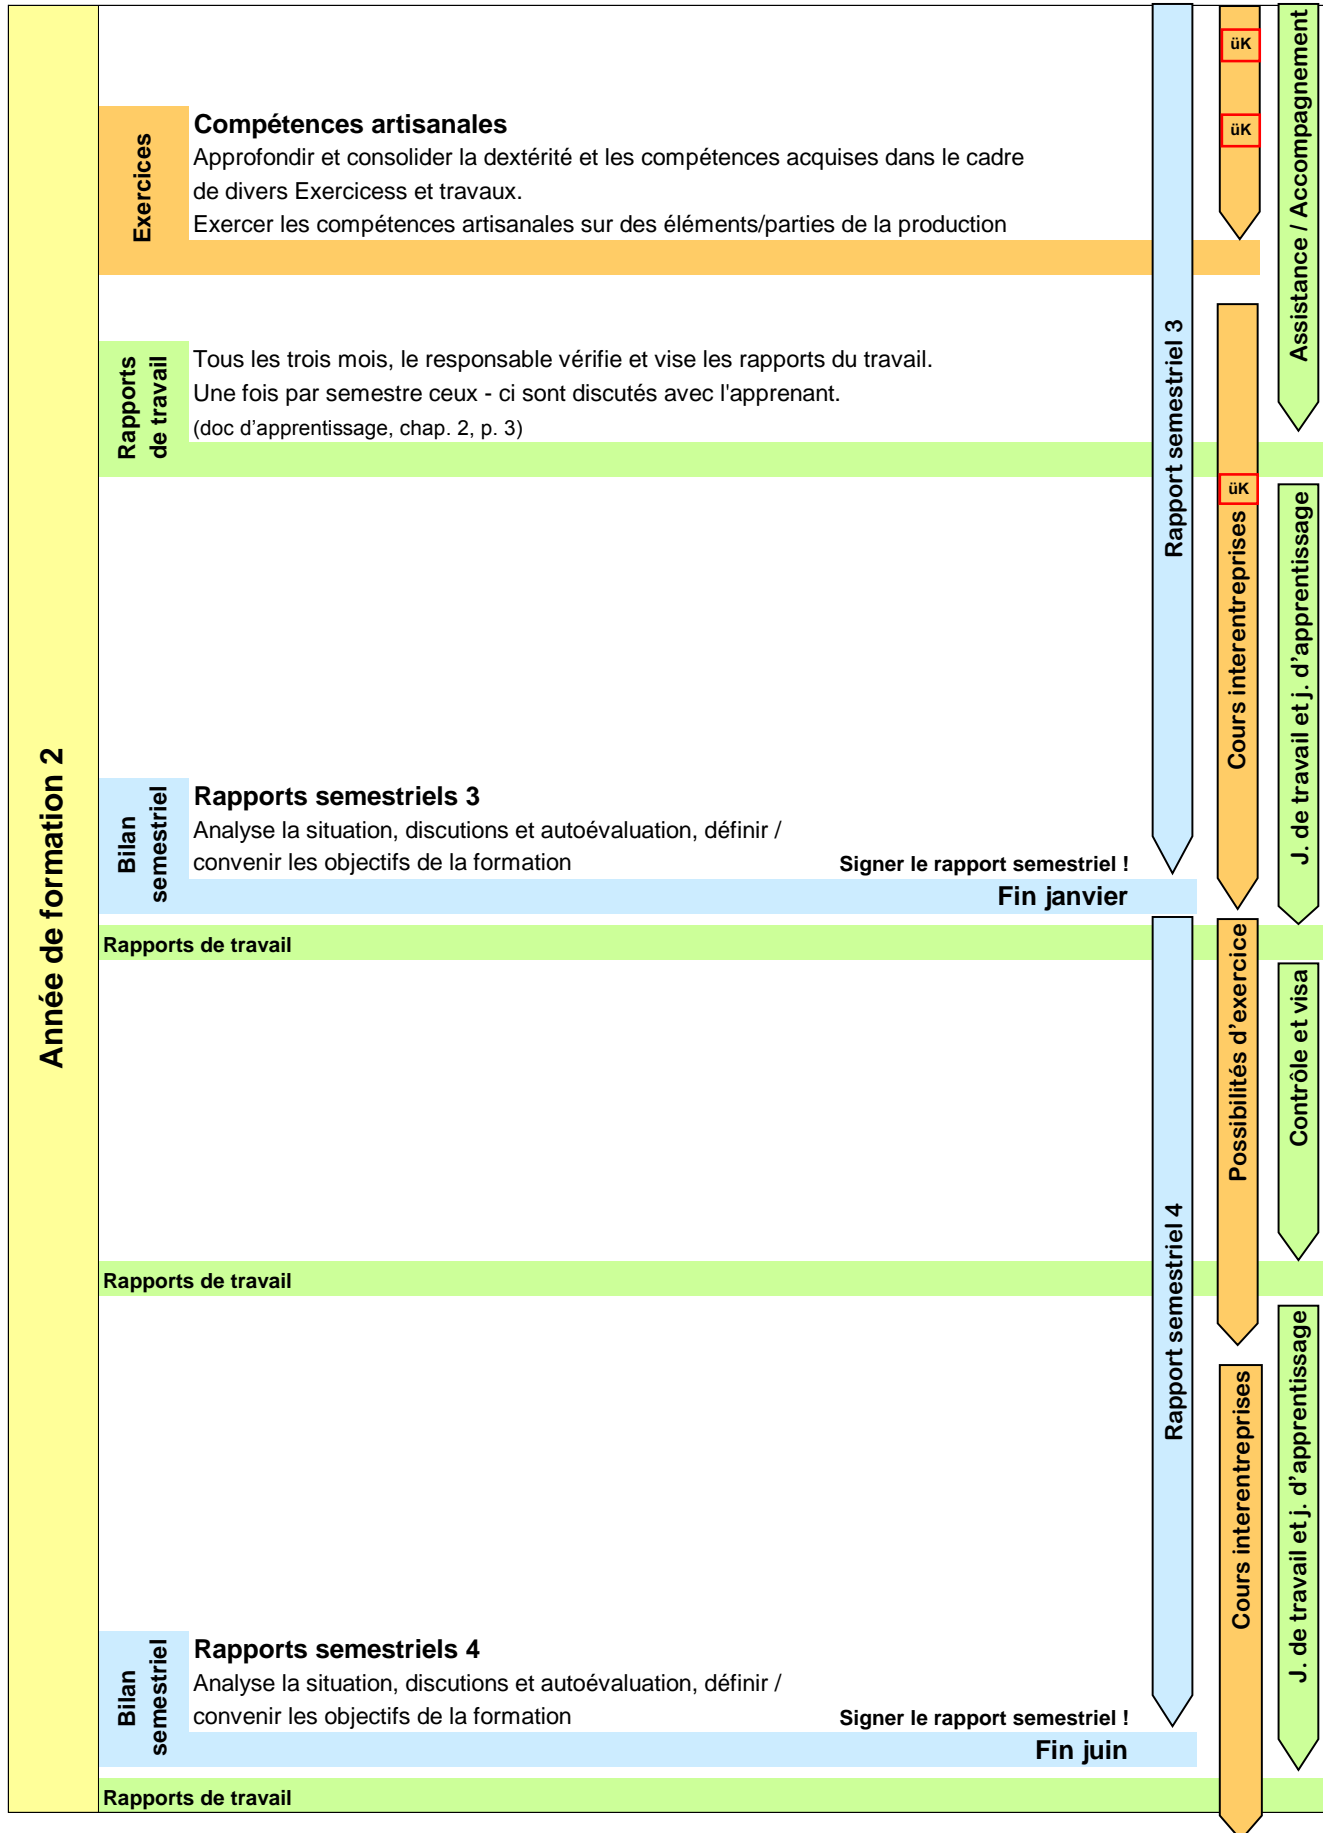 Année de formation 2
Exercices
Compétences artisanales
Approfondir et consolider la dextérité et les compétences acquises dans le cadre
de divers Exercicess et travaux.
Exercer les compétences artisanales sur des éléments/parties de la production
Rapports
de travail
Tous les trois mois, le responsable vérifie et vise les rapports du travail.
Une fois par semestre ceux - ci sont discutés avec l'apprenant.
(doc d’apprentissage, chap. 2, p. 3)
Bilan
semestriel
Rapports semestriels 3
Analyse la situation, discutions et autoévaluation, définir /
convenir les objectifs de la formation
Signer le rapport semestriel !
Fin janvier
Rapports de travail
Rapports de travail
Bilan
semestriel
Rapports semestriels 4
Analyse la situation, discutions et autoévaluation, définir /
convenir les objectifs de la formation
Signer le rapport semestriel !
Fin juin
Rapports de travail
Rapport semestriel 3
Rapport semestriel 4
üK
üK
üK
Cours interentreprises
Possibilités d’exercice
Cours interentreprises
Assistance / Accompagnement
J. de travail et j. d’apprentissage
Contrôle et visa
J. de travail et j. d’apprentissage